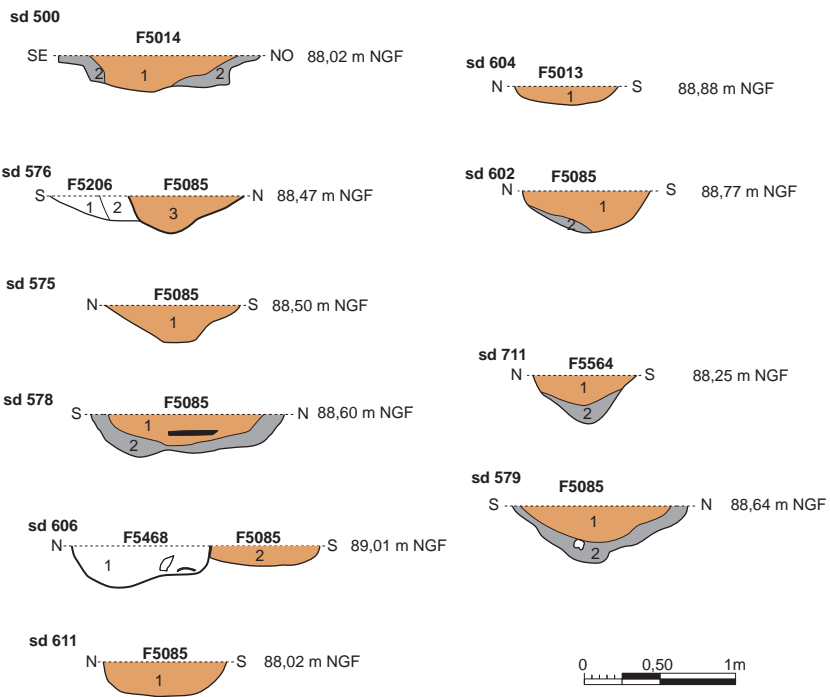 sd 500
F5014
SE NO 88,02 m NGF
2 1 2
sd 576
F5206 F5085
S N 88,47 m NGF
1 2 3
sd 575
F5085
N S 88,50 m NGF
1
sd 578
F5085
S N 88,60 m NGF
1
2
sd 606
F5468 F5085
N S 89,01 m NGF
1 2
sd 611
F5085
N S 88,02 m NGF
1
sd 604
F5013
N S 88,88 m NGF
1
sd 602
F5085
N S 88,77 m NGF
1
2
sd 711
F5564
N S 88,25 m NGF
1
2
sd 579
F5085
S N 88,64 m NGF
1
2
0 0,50 1m